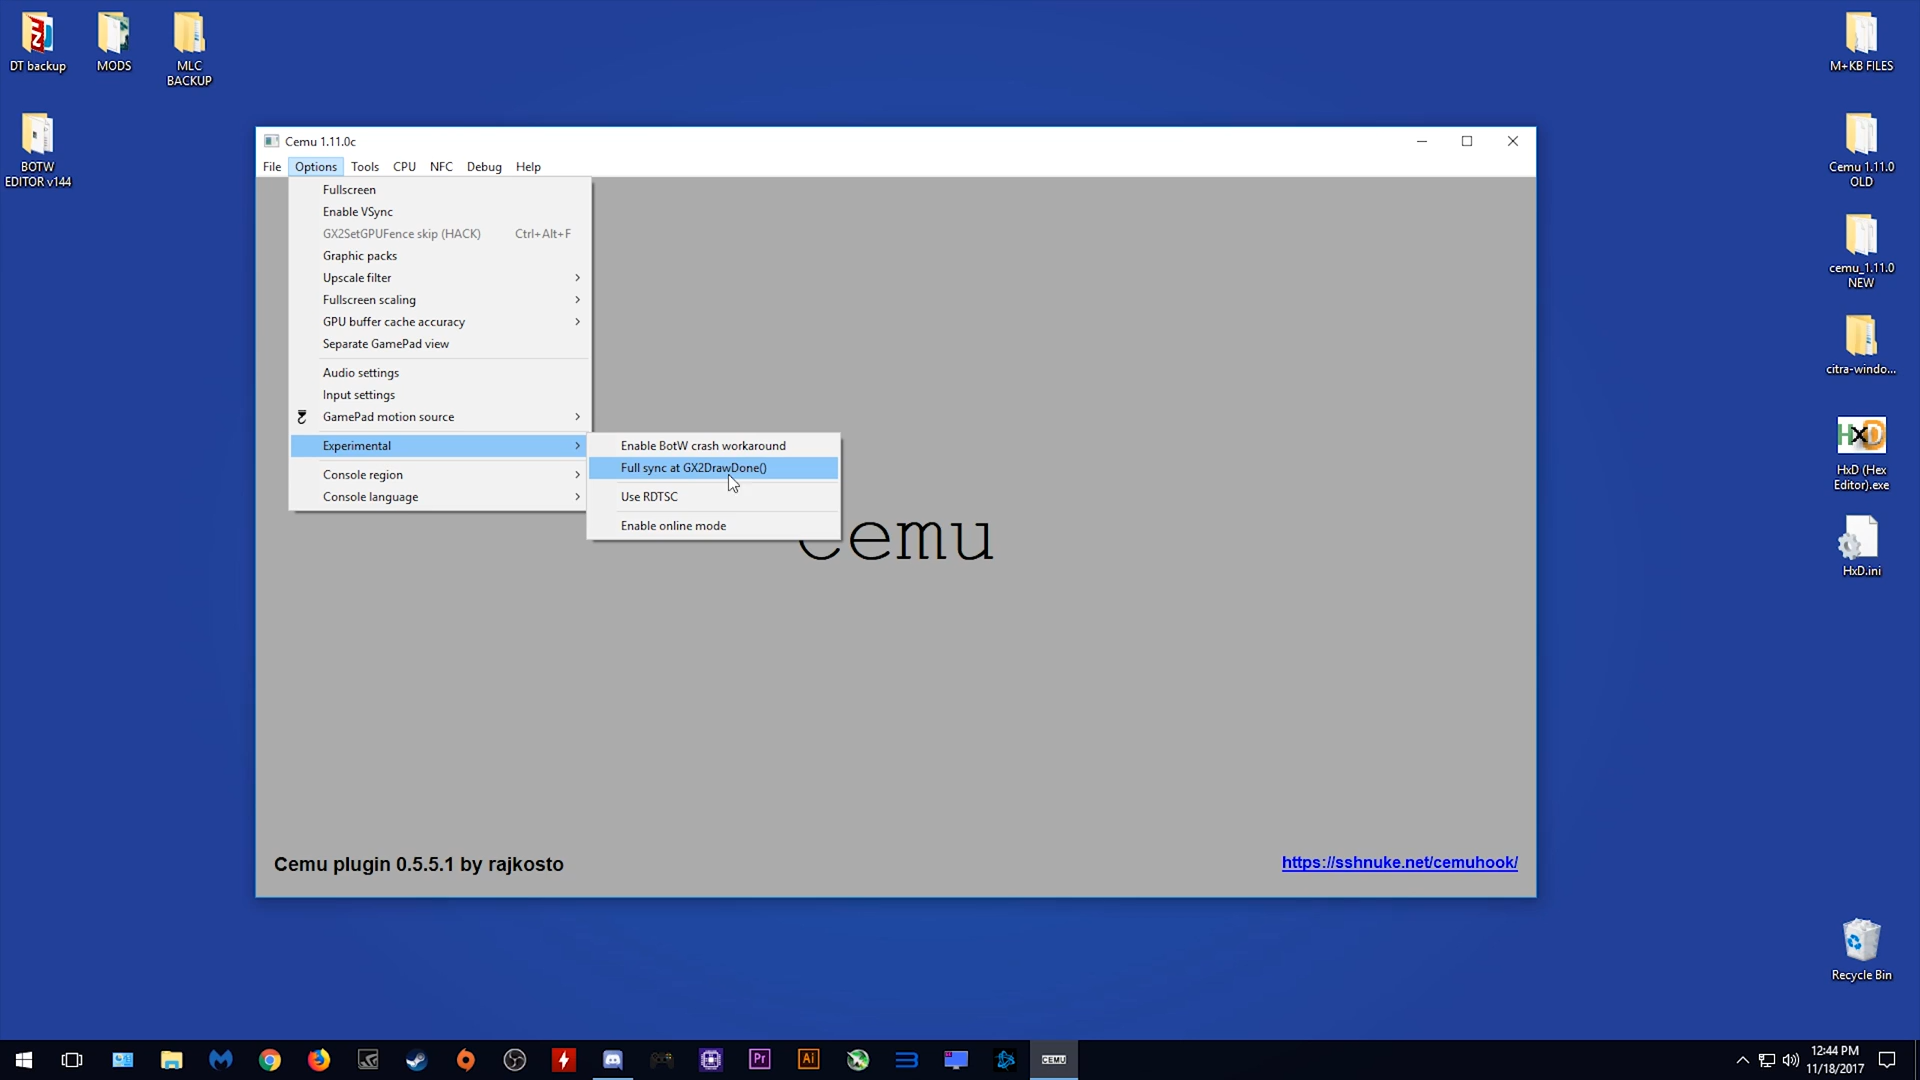 DT backup
MODS
MLC
BACKUP
BOTW
EDITOR v144
M+KB FILES
Cemu 1.11.0
OLD
cemu_1.11.0
NEW
citra-windo...
HxD
HxD (Hex
Editor).exe
HxD.ini
Recycle Bin
Cemu 1.11.0c
File Options Tools CPU NFC Debug Help
Fullscreen
Enable VSync
GX2SetGPUFence skip (HACK) Ctrl+Alt+F
Graphic packs
Upscale filter
Fullscreen scaling
GPU buffer cache accuracy
Separate GamePad view
Audio settings
Input settings
GamePad motion source
Experimental
Console region
Console language
Enable BotW crash workaround
Full sync at GX2DrawDone()
Use RDTSC
Enable online mode
Cemu
Cemu plugin 0.5.5.1 by rajkosto
https://sshnuke.net/cemuhook/
Pr
Ai
CEMU
12:44 PM
11/18/2017